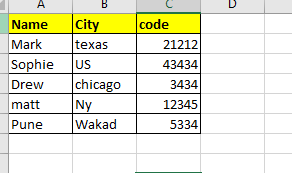 A B C D
Name City code
Mark texas 21212
Sophie US 43434
Drew chicago 3434
matt Ny 12345
Pune Wakad 5334